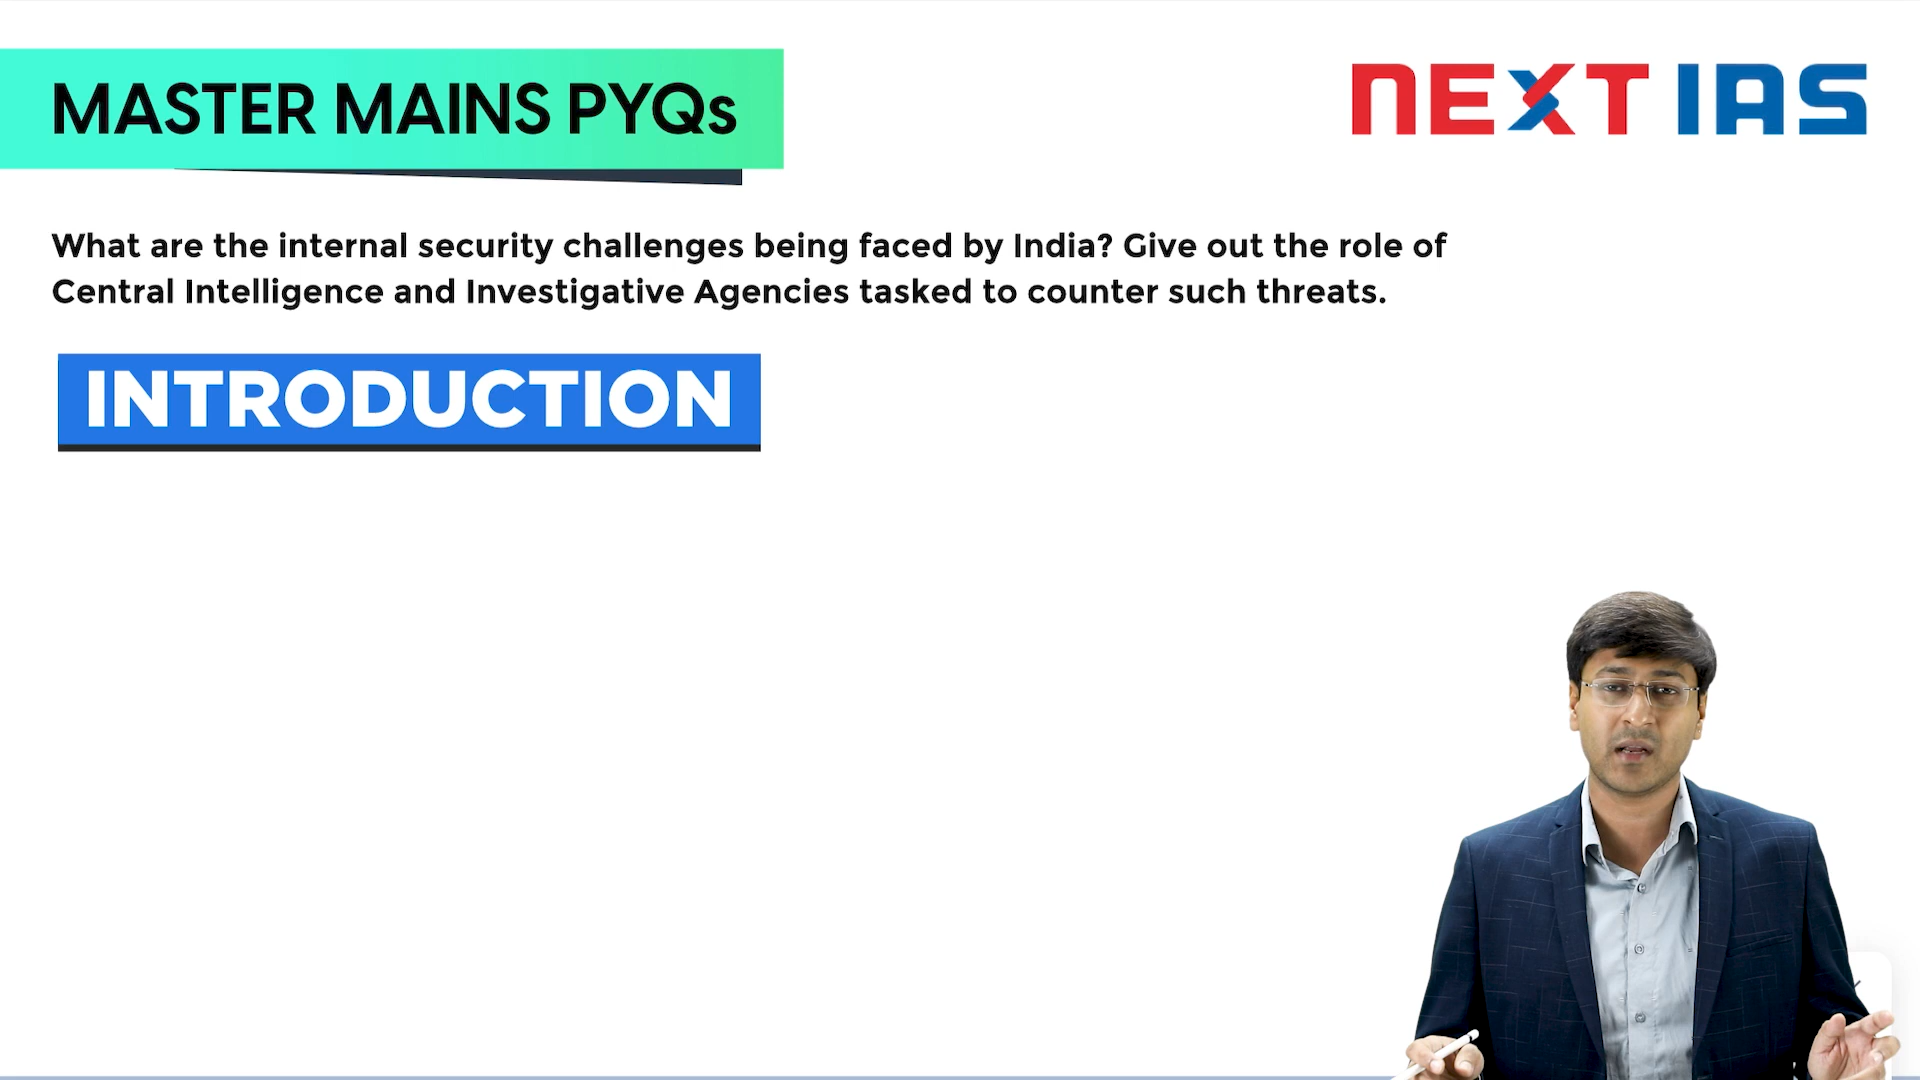 MASTER MAINS PYQs
NEXT IAS
What are the internal security challenges being faced by India? Give out the role of
Central Intelligence and Investigative Agencies tasked to counter such threats.
INTRODUCTION